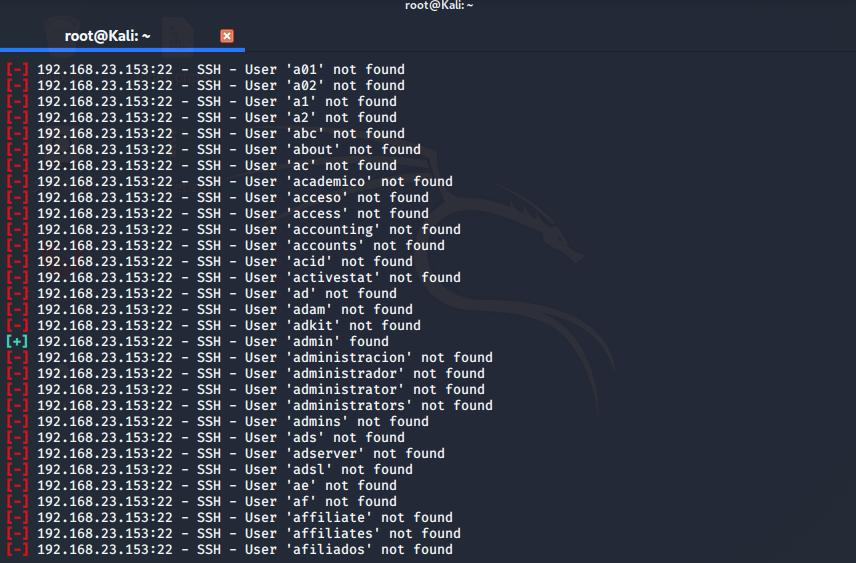 root@Kali: ~
root@Kali: ~
[-] 192.168.23.153:22 - SSH - User 'a01' not found
[-] 192.168.23.153:22 - SSH - User 'a02' not found
[-] 192.168.23.153:22 - SSH - User 'a1' not found
[-] 192.168.23.153:22 - SSH - User 'a2' not found
[-] 192.168.23.153:22 - SSH - User 'abc' not found
[-] 192.168.23.153:22 - SSH - User 'about' not found
[-] 192.168.23.153:22 - SSH - User 'ac' not found
[-] 192.168.23.153:22 - SSH - User 'academico' not found
[-] 192.168.23.153:22 - SSH - User 'acceso' not found
[-] 192.168.23.153:22 - SSH - User 'access' not found
[-] 192.168.23.153:22 - SSH - User 'accounting' not found
[-] 192.168.23.153:22 - SSH - User 'accounts' not found
[-] 192.168.23.153:22 - SSH - User 'acid' not found
[-] 192.168.23.153:22 - SSH - User 'activestat' not found
[-] 192.168.23.153:22 - SSH - User 'ad' not found
[-] 192.168.23.153:22 - SSH - User 'adam' not found
[-] 192.168.23.153:22 - SSH - User 'adkit' not found
[+] 192.168.23.153:22 - SSH - User 'admin' found
[-] 192.168.23.153:22 - SSH - User 'administracion' not found
[-] 192.168.23.153:22 - SSH - User 'administrador' not found
[-] 192.168.23.153:22 - SSH - User 'administrator' not found
[-] 192.168.23.153:22 - SSH - User 'administrators' not found
[-] 192.168.23.153:22 - SSH - User 'admins' not found
[-] 192.168.23.153:22 - SSH - User 'ads' not found
[-] 192.168.23.153:22 - SSH - User 'adserver' not found
[-] 192.168.23.153:22 - SSH - User 'adsl' not found
[-] 192.168.23.153:22 - SSH - User 'ae' not found
[-] 192.168.23.153:22 - SSH - User 'af' not found
[-] 192.168.23.153:22 - SSH - User 'affiliate' not found
[-] 192.168.23.153:22 - SSH - User 'affiliates' not found
[-] 192.168.23.153:22 - SSH - User 'afiliados' not found